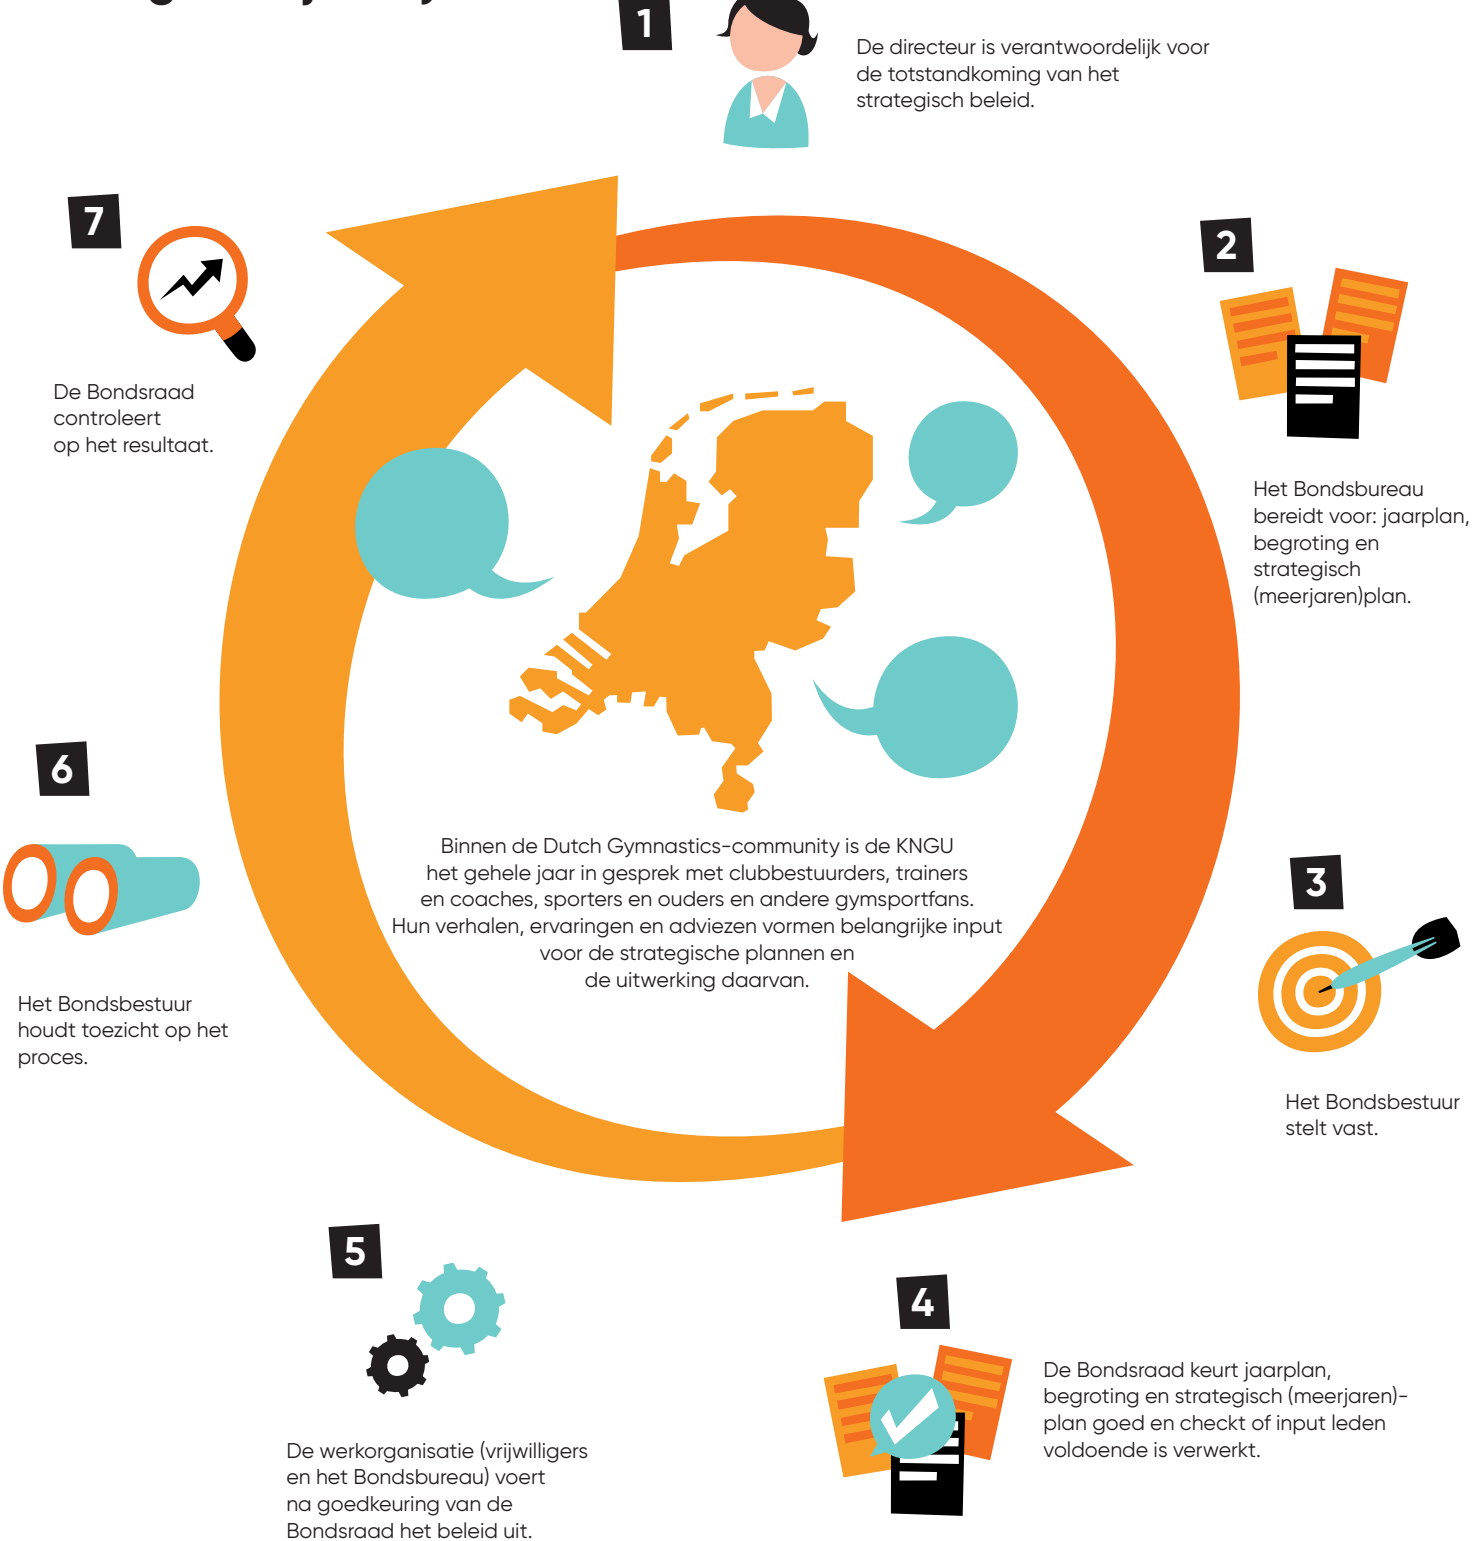 1
De directeur is verantwoordelijk voor
de totstandkoming van het
strategisch beleid.
2
Het Bondsbureau
bereidt voor: jaarplan,
begroting en
strategisch
(meerjaren)plan.
3
Het Bondsbestuur
stelt vast.
4
De Bondsraad keurt jaarplan,
begroting en strategisch (meerjaren)-
plan goed en checkt of input leden
voldoende is verwerkt.
5
De werkorganisatie (vrijwilligers
en het Bondsbureau) voert
na goedkeuring van de
Bondsraad het beleid uit.
6
Het Bondsbestuur
houdt toezicht op het
proces.
7
De Bondsraad
controleert
op het resultaat.
Binnen de Dutch Gymnastics-community is de KNGU
het gehele jaar in gesprek met clubbestuurders, trainers
en coaches, sporters en ouders en andere gymsportfans.
Hun verhalen, ervaringen en adviezen vormen belangrijke input
voor de strategische plannen en
de uitwerking daarvan.